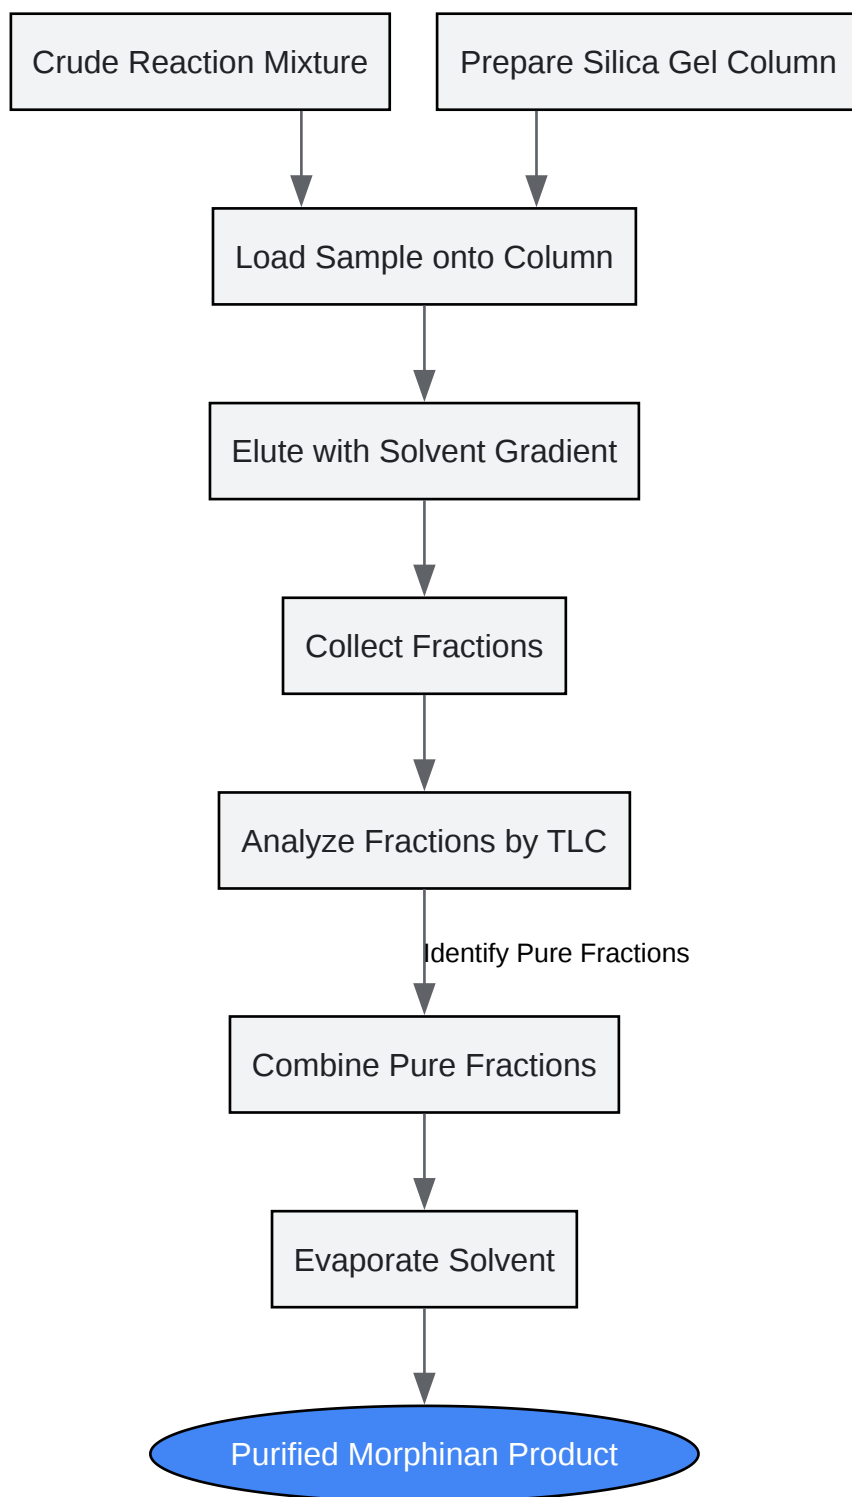 Crude Reaction Mixture
Prepare Silica Gel Column
Load Sample onto Column
Elute with Solvent Gradient
Collect Fractions
Analyze Fractions by TLC
Identify Pure Fractions
Combine Pure Fractions
Evaporate Solvent
Purified Morphinan Product